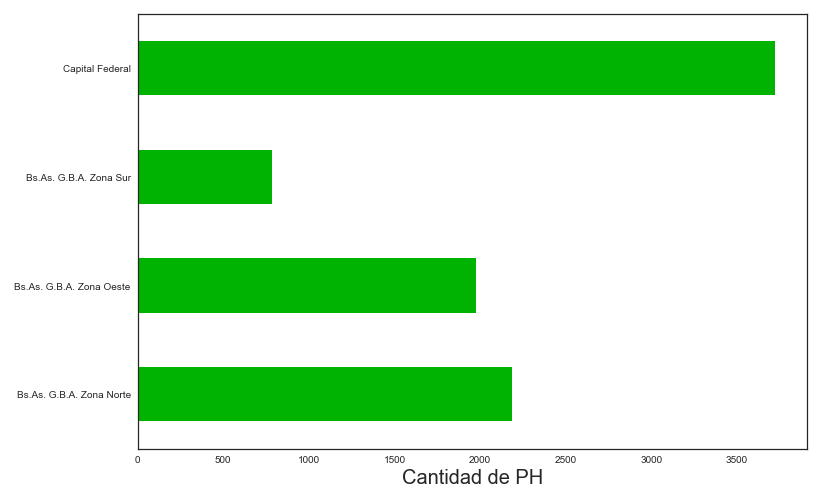 Capital Federal
Bs.As. G.B.A. Zona Sur
Bs.As. G.B.A. Zona Oeste
Bs.As. G.B.A. Zona Norte
0 500 1000 1500 2000 2500 3000 3500
Cantidad de PH